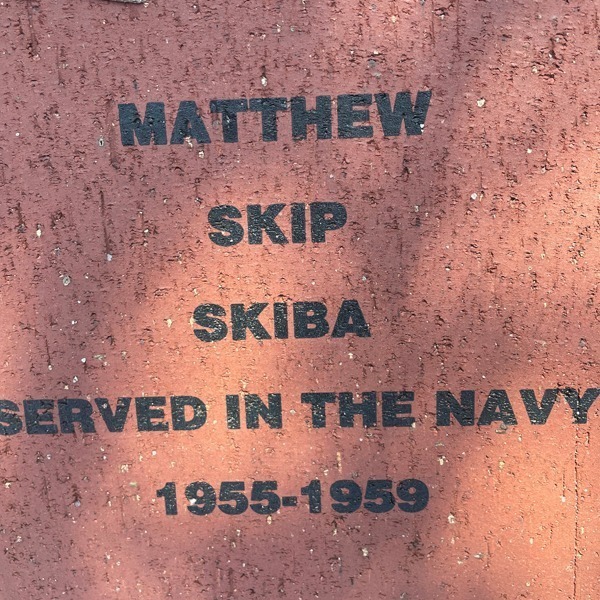 MATTHEW
SKIP
SKIBA
SERVED IN THE NAVY
1955-1959